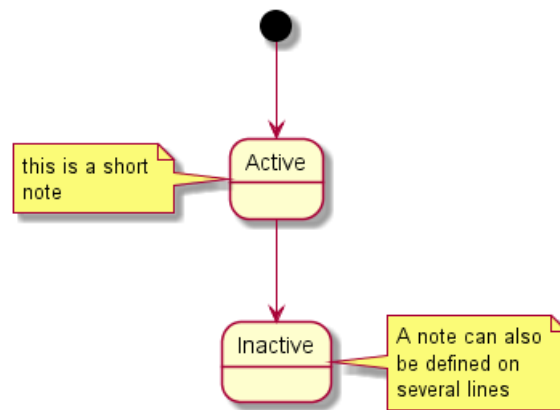 Active
this is a short
note
Inactive
A note can also
be defined on
several lines